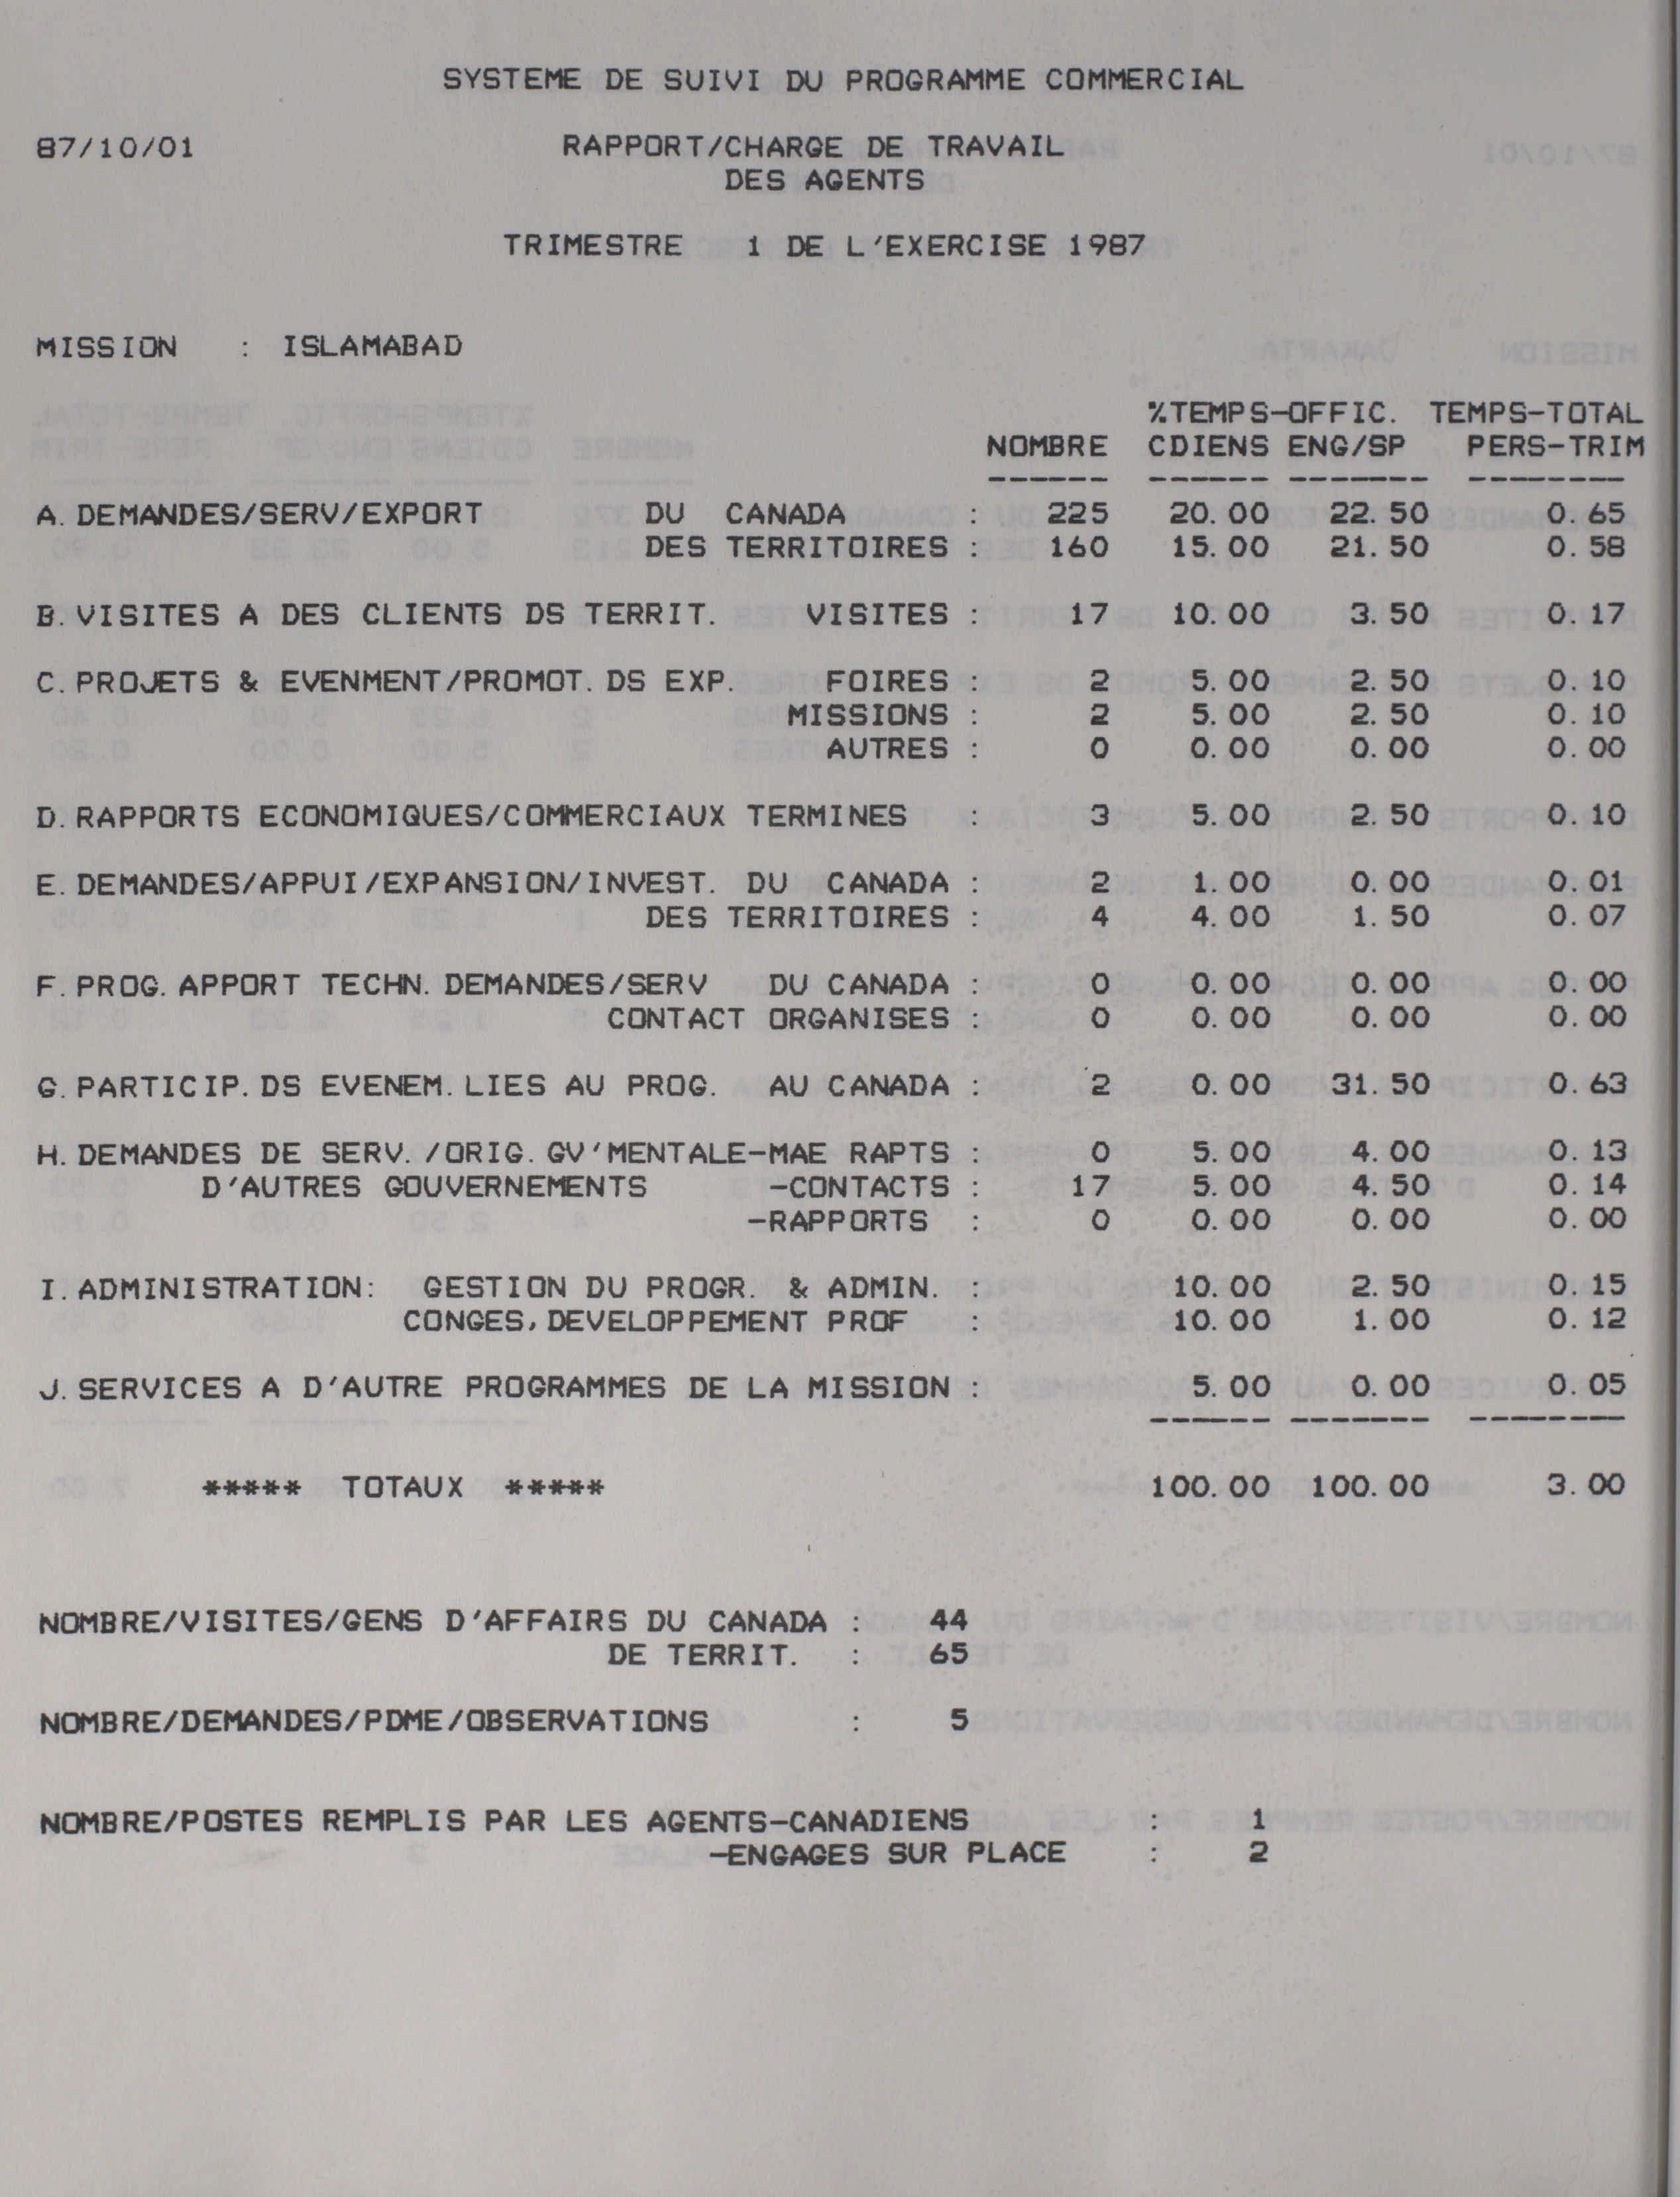 SYSTEME DE SUIVI DU PROGRAMME COMMERCIAL
87/10/01 RAPPORT/CHARGE DE TRAVAIL
DES AGENTS
TRIMESTRE 1 DE L'EXERCISE 1987
MISSION : ISLAMABAD
%TEMPS-OFFIC. TEMPS-TOTAL
NOMBRE CDIENS ENG/SP PERS-TRIM
------ ------ ------- --------
A. DEMANDES/SERV/EXPORT DU CANADA : 225 20.00 22.50 0.65
DES TERRITOIRES : 160 15.00 21.50 0.58
B. VISITES A DES CLIENTS DS TERRIT. VISITES : 17 10.00 3.50 0.17
C. PROJETS & EVENMENT/PROMOT. DS EXP. FOIRES : 2 5.00 2.50 0.10
MISSIONS : 2 5.00 2.50 0.10
AUTRES : 0 0.00 0.00 0.00
D. RAPPORTS ECONOMIQUES/COMMERCIAUX TERMINES : 3 5.00 2.50 0.10
E. DEMANDES/APPUI/EXPANSION/INVEST. DU CANADA : 2 1.00 0.00 0.01
DES TERRITOIRES : 4 4.00 1.50 0.07
F. PROG. APPORT TECHN. DEMANDES/SERV DU CANADA : 0 0.00 0.00 0.00
CONTACT ORGANISES : 0 0.00 0.00 0.00
G. PARTICIP. DS EVENEM. LIES AU PROG. AU CANADA : 2 0.00 31.50 0.63
H. DEMANDES DE SERV. /ORIG. GV'MENTALE-MAE RAPTS : 0 5.00 4.00 0.13
D'AUTRES GOUVERNEMENTS -CONTACTS : 17 5.00 4.50 0.14
-RAPPORTS : 0 0.00 0.00 0.00
I. ADMINISTRATION: GESTION DU PROGR. & ADMIN. : 10.00 2.50 0.15
CONGES, DEVELOPPEMENT PROF : 10.00 1.00 0.12
J. SERVICES A D'AUTRE PROGRAMMES DE LA MISSION : 5.00 0.00 0.05
------ ------- --------
***** TOTAUX ***** 100.00 100.00 3.00
NOMBRE/VISITES/GENS D'AFFAIRS DU CANADA : 44
DE TERRIT. : 65
NOMBRE/DEMANDES/PDME/OBSERVATIONS : 5
NOMBRE/POSTES REMPLIS PAR LES AGENTS-CANADIENS : 1
-ENGAGES SUR PLACE : 2